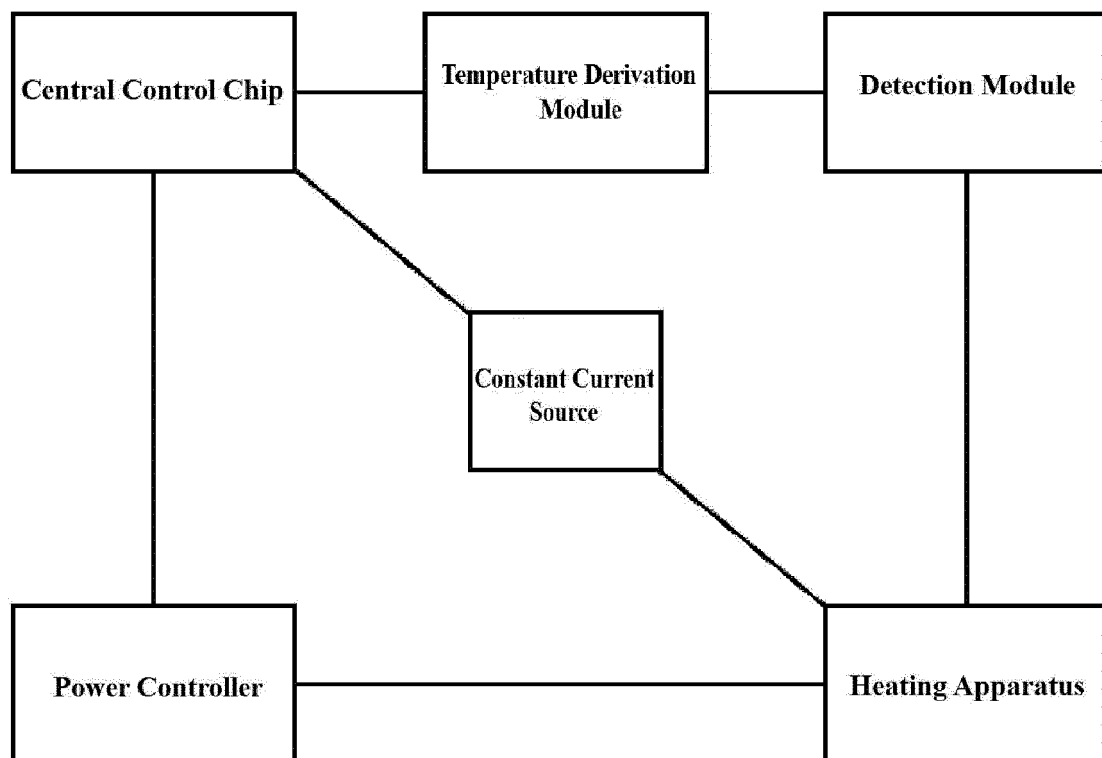 Central Control Chip
Temperature Derivation
Module
Detection Module
Constant Current
Source
Power Controller
Heating Apparatus